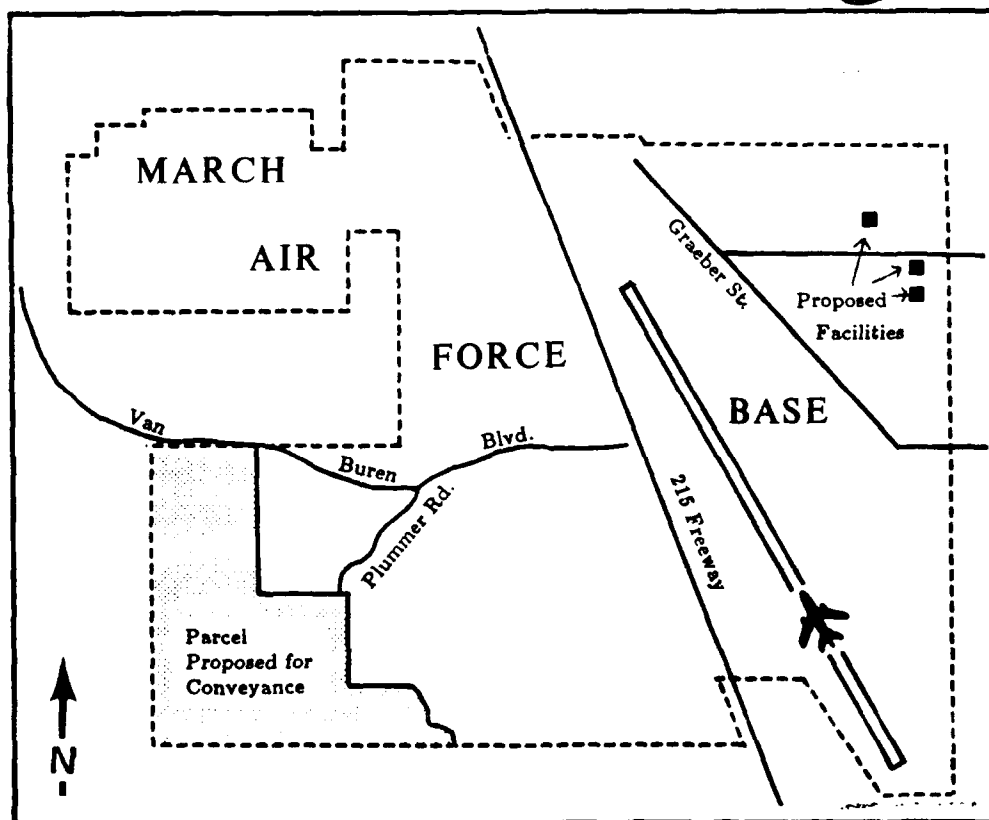 MARCH
AIR
FORCE
BASE
Graeber St.
Proposed
Facilities
Van
Buren
Blvd.
Plummer Rd.
215 Freeway
Parcel
Proposed for
Conveyance
N